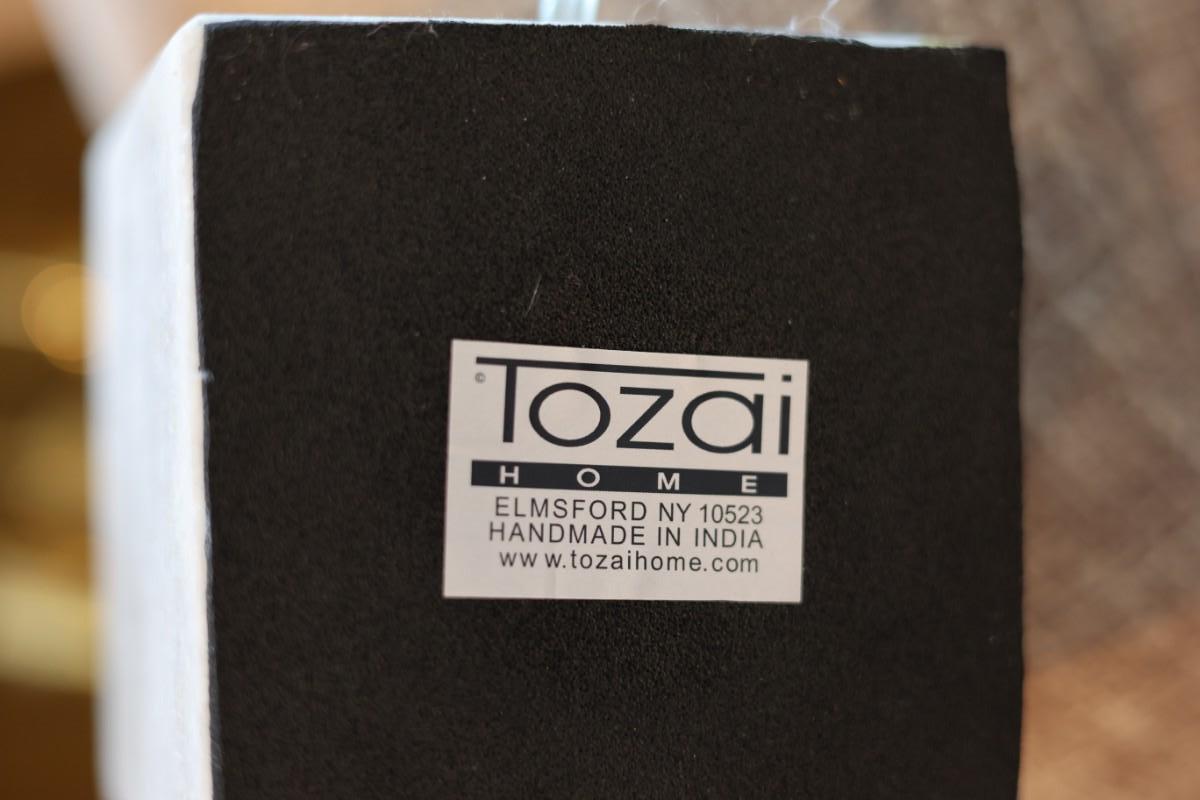 © Tozai
HOME
ELMSFORD NY 10523
HANDMADE IN INDIA
www.tozaihome.com